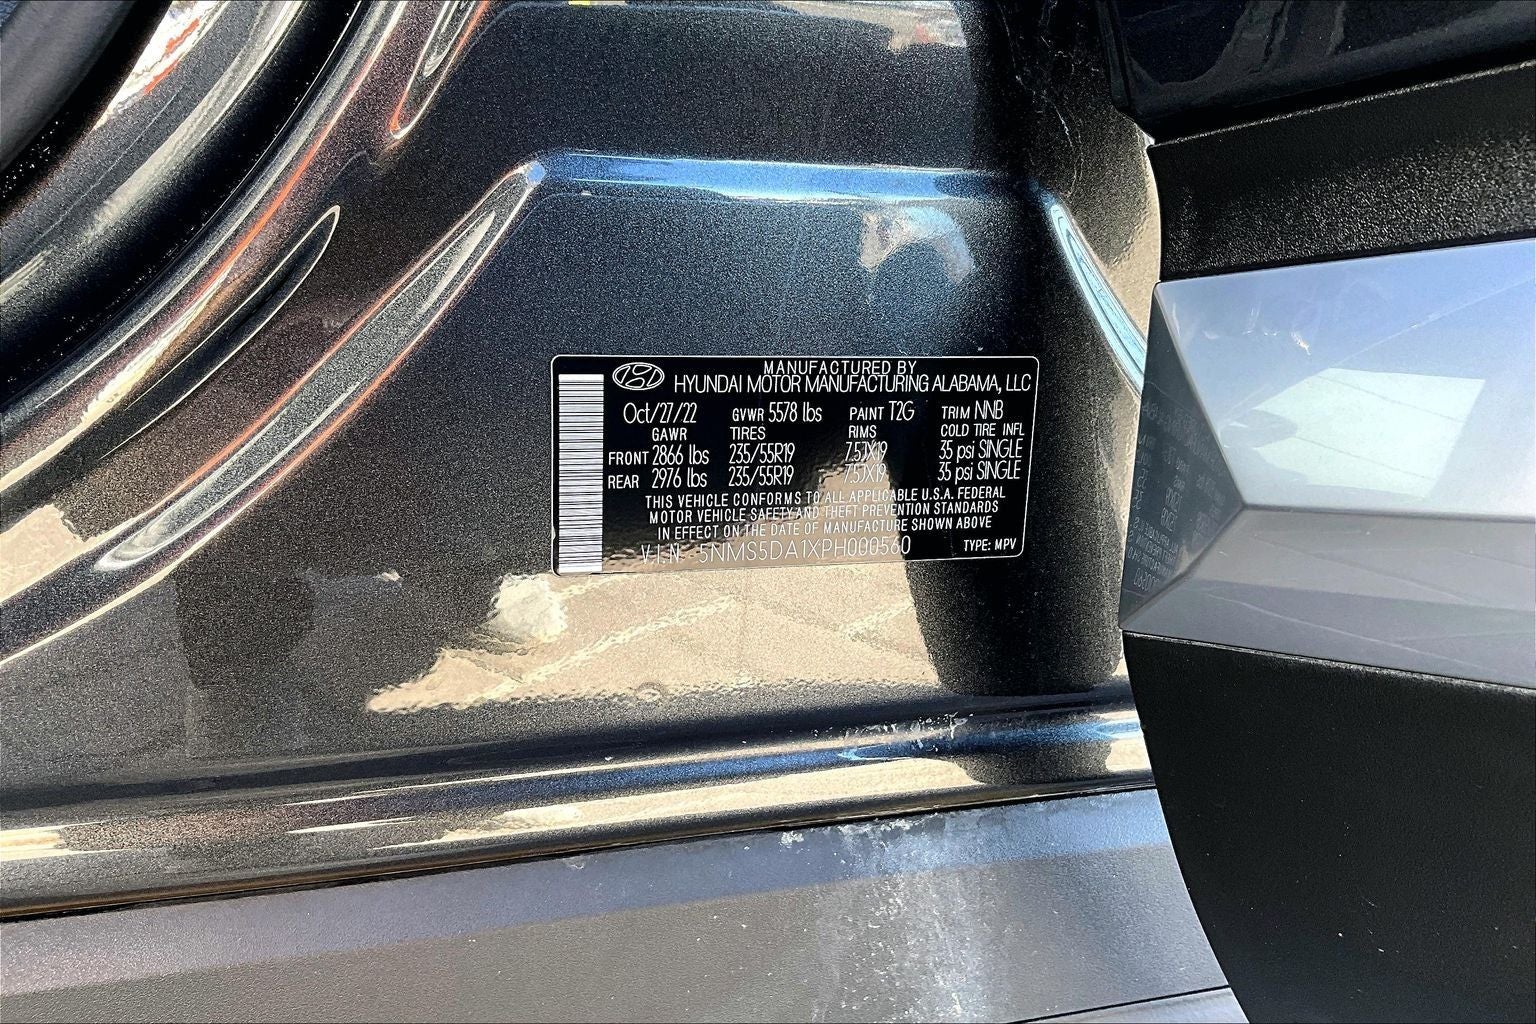 MANUFACTURED BY
HYUNDAI MOTOR MANUFACTURING ALABAMA, LLC
Oct/27/22 GVWR 5578 lbs PAINT T2G TRIM NNB
GAWR TIRES RIMS COLD TIRE INFL
FRONT 2866 lbs 235/55R19 7.5JX19 35 psi SINGLE
REAR 2976 lbs 235/55R19 7.5JX19 35 psi SINGLE
THIS VEHICLE CONFORMS TO ALL APPLICABLE U.S.A. FEDERAL
MOTOR VEHICLE SAFETY AND THEFT PREVENTION STANDARDS
IN EFFECT ON THE DATE OF MANUFACTURE SHOWN ABOVE
V.I.N. 5NMS5DA1XPH000560 TYPE: MPV